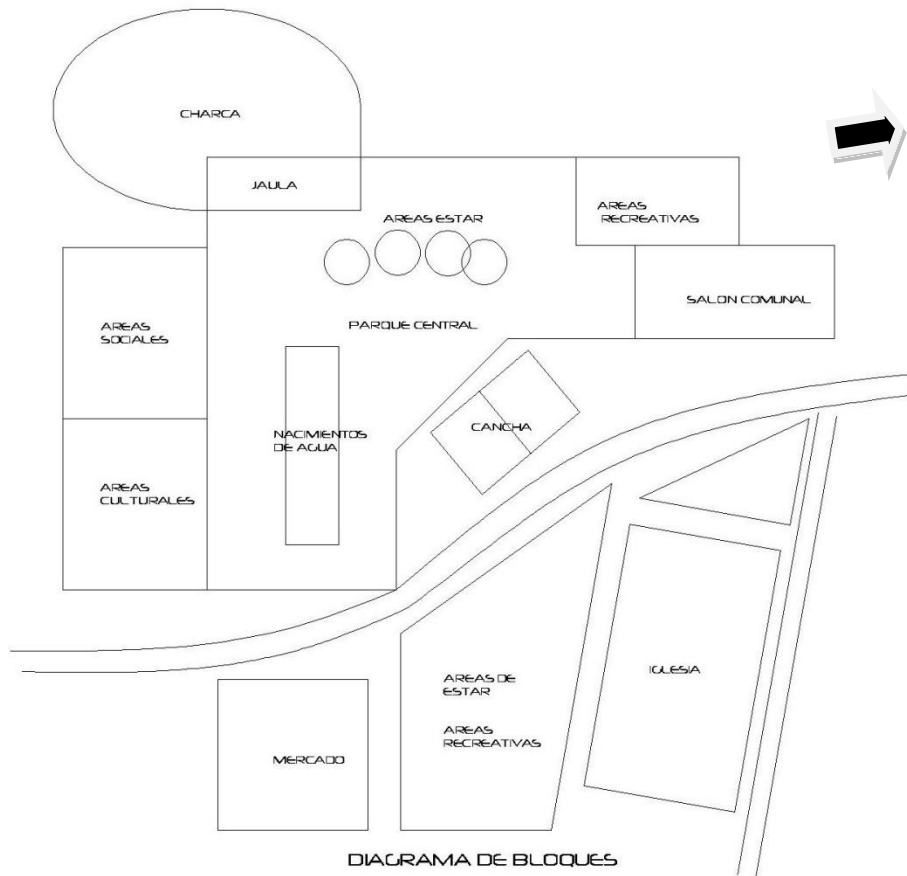 CHARCA
JAULA
AREAS ESTAR
AREAS
RECREATIVAS
SALON COMUNAL
AREAS
SOCIALES
PARQUE CENTRAL
NACIMIENTOS
DE AGUA
CANCHA
AREAS
CULTURALES
AREAS DE
ESTAR
AREAS
RECREATIVAS
IGLESIA
MERCADO
DIAGRAMA DE BLOQUES